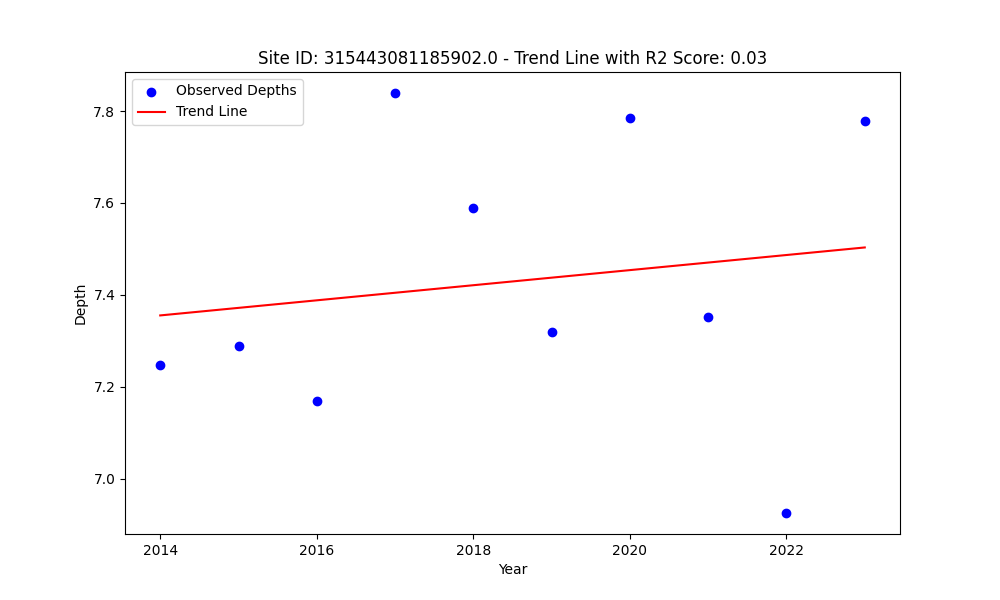 Site ID: 315443081185902.0 - Trend Line with R2 Score: 0.03
Observed Depths
Trend Line
7.8
7.6
7.4
7.2
7.0
Depth
2014
2016
2018
2020
2022
Year